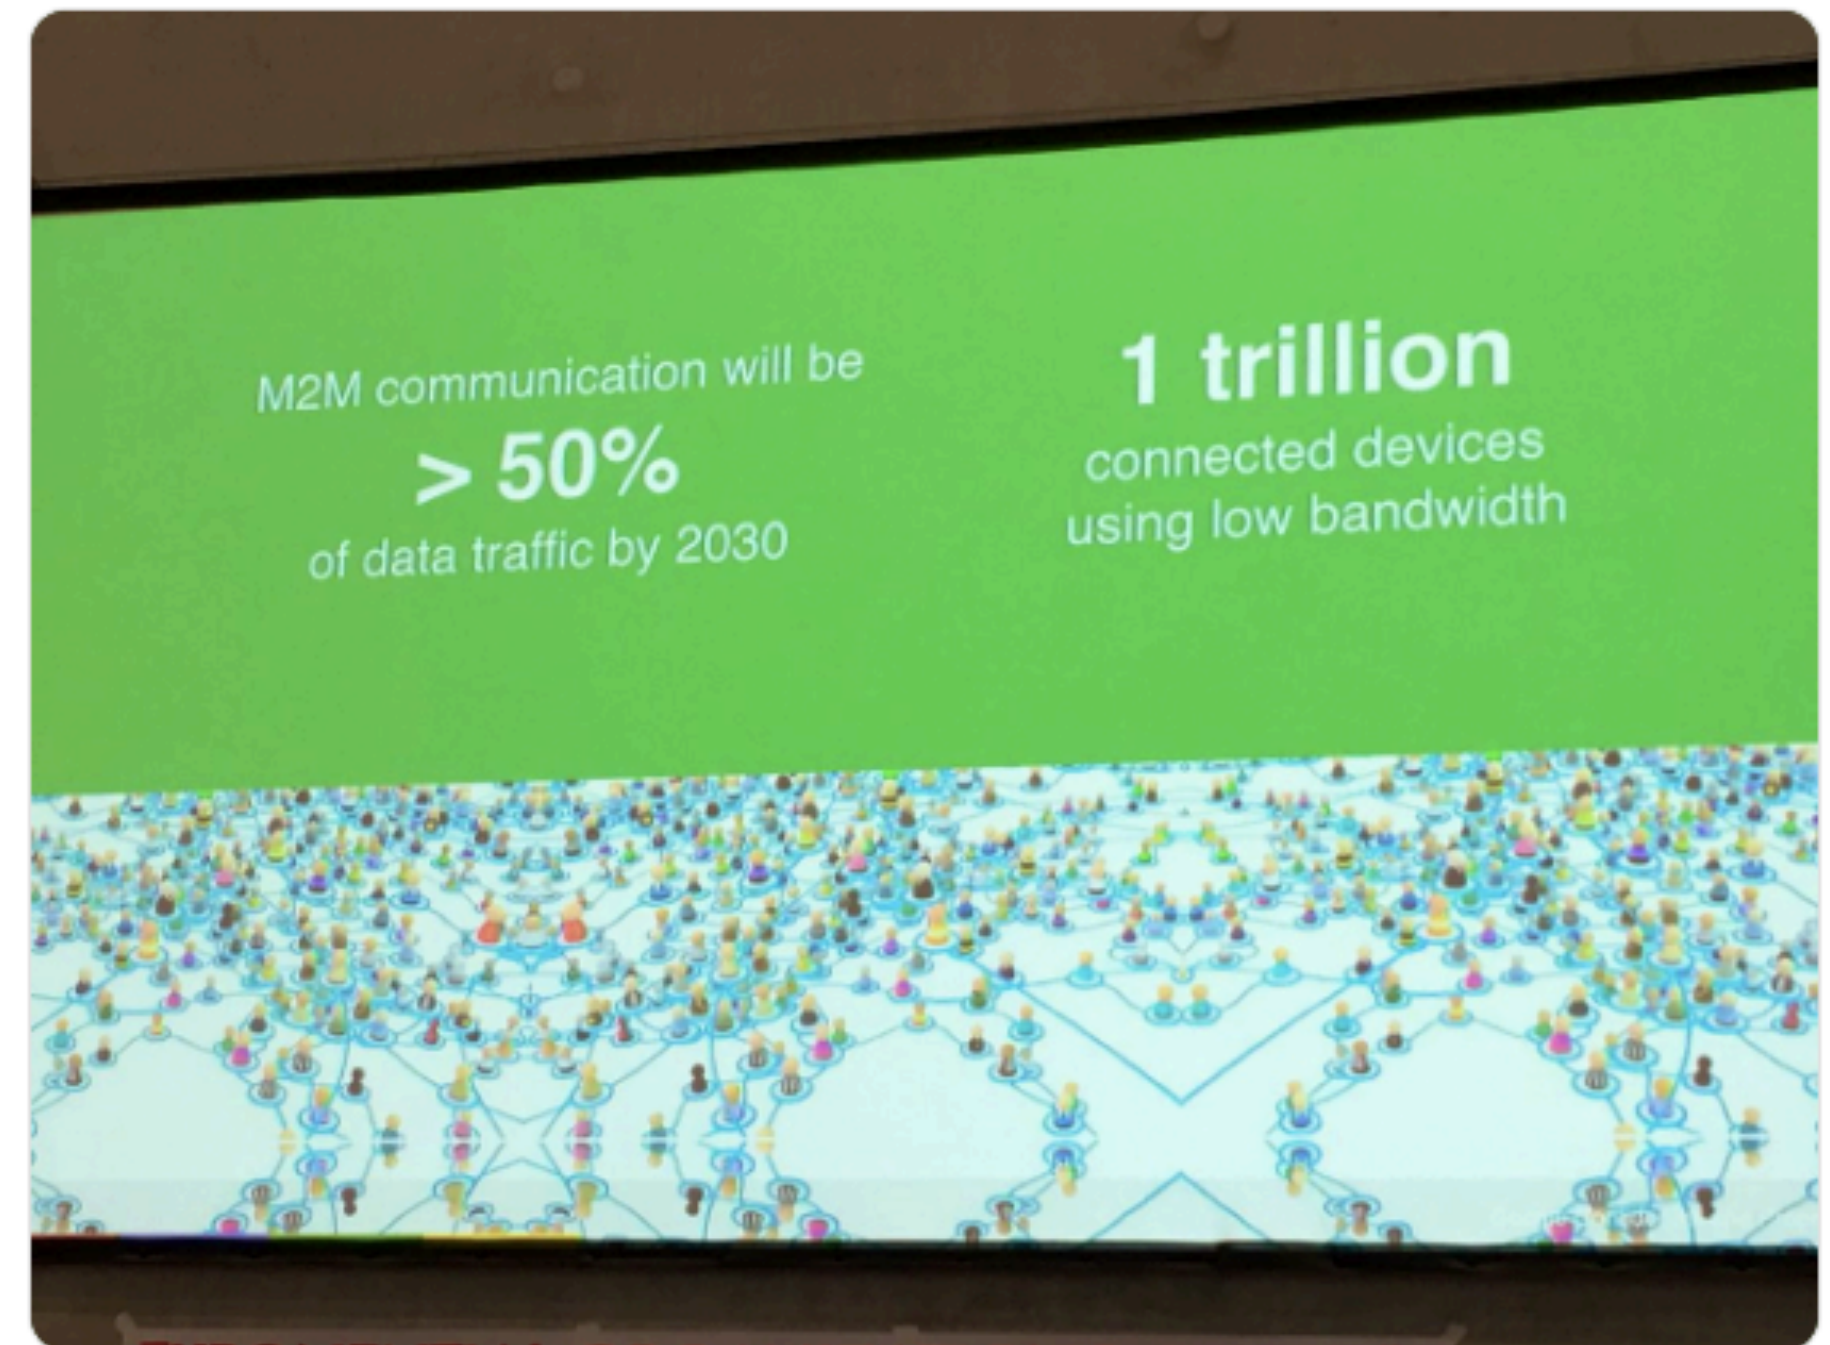 M2M communication will be
> 50%
of data traffic by 2030
1 trillion
connected devices
using low bandwidth